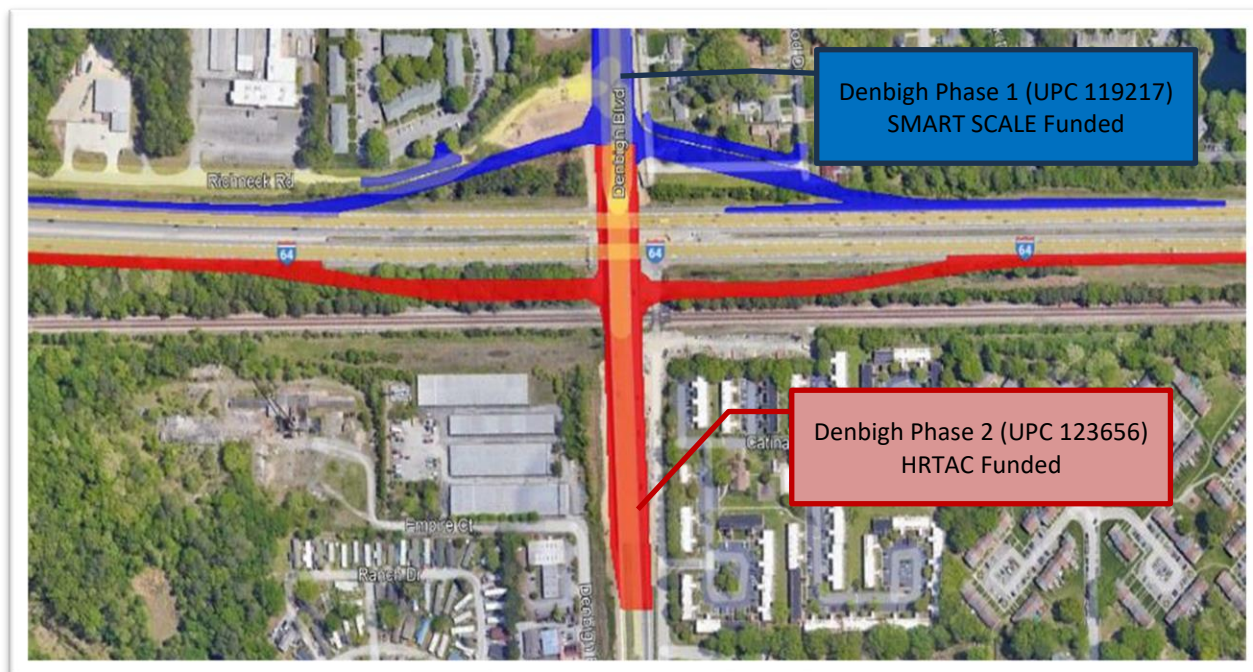 Denbigh Phase 1 (UPC 119217)
SMART SCALE Funded
Denbigh Blvd
Richneck Rd
64
64
64
Denbigh Phase 2 (UPC 123656)
HRTAC Funded
Catina
Empire Ct
Ranch Dr